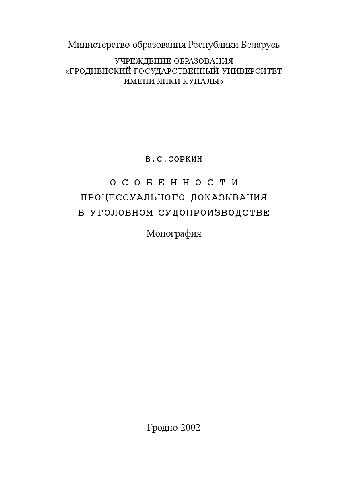 Министерство образования Республики Беларусь
УЧРЕЖДЕНИЕ ОБРАЗОВАНИЯ
«ГРОДНЕНСКИЙ ГОСУДАРСТВЕННЫЙ УНИВЕРСИТЕТ
ИМЕНИ ЯНКИ КУПАЛЫ»
В.С.СОРКИН
О С О Б Е Н Н О С Т И
ПРОЦЕССУАЛЬНОГО ДОКАЗЫВАНИЯ
В УГОЛОВНОМ СУДОПРОИЗВОДСТВЕ
Монография
Гродно 2002